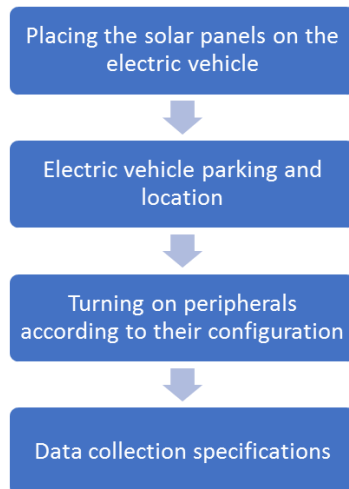 Placing the solar panels on the
electric vehicle
Electric vehicle parking and
location
Turning on peripherals
according to their configuration
Data collection specifications